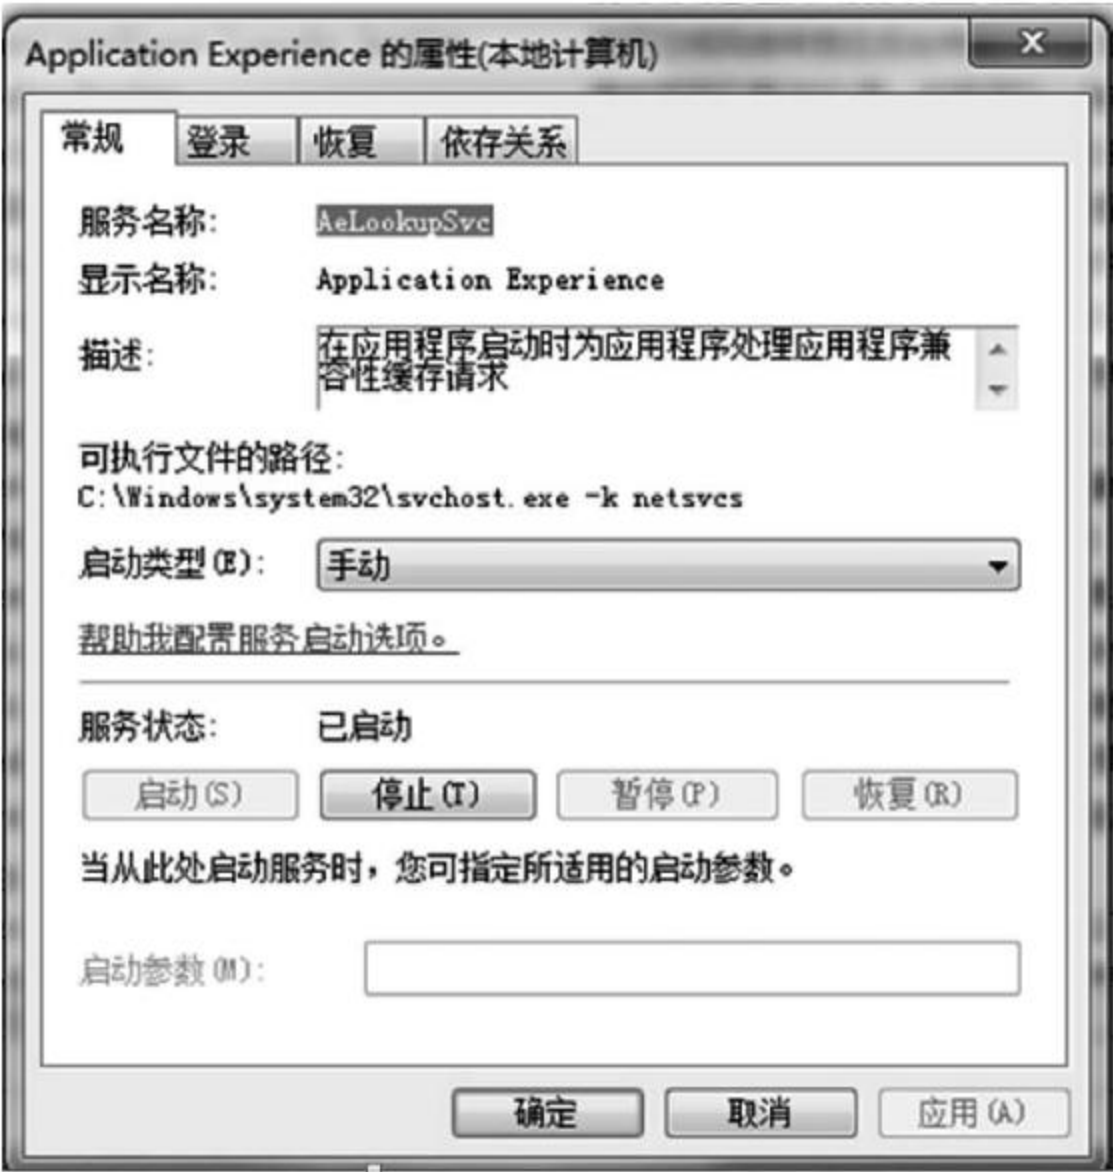 Application Experience 的属性(本地计算机)
常规 登录 恢复 依存关系
服务名称: AeLookupSvc
显示名称: Application Experience
描述: 在应用程序启动时为应用程序处理应用程序兼
容性缓存请求
可执行文件的路径:
C:\Windows\system32\svchost.exe -k netsvcs
启动类型(E): 手动
帮助我配置服务启动选项。
服务状态: 已启动
启动(S) 停止(T) 暂停(P) 恢复(R)
当从此处启动服务时，您可指定所适用的启动参数。
启动参数(M):
确定 取消 应用(A)